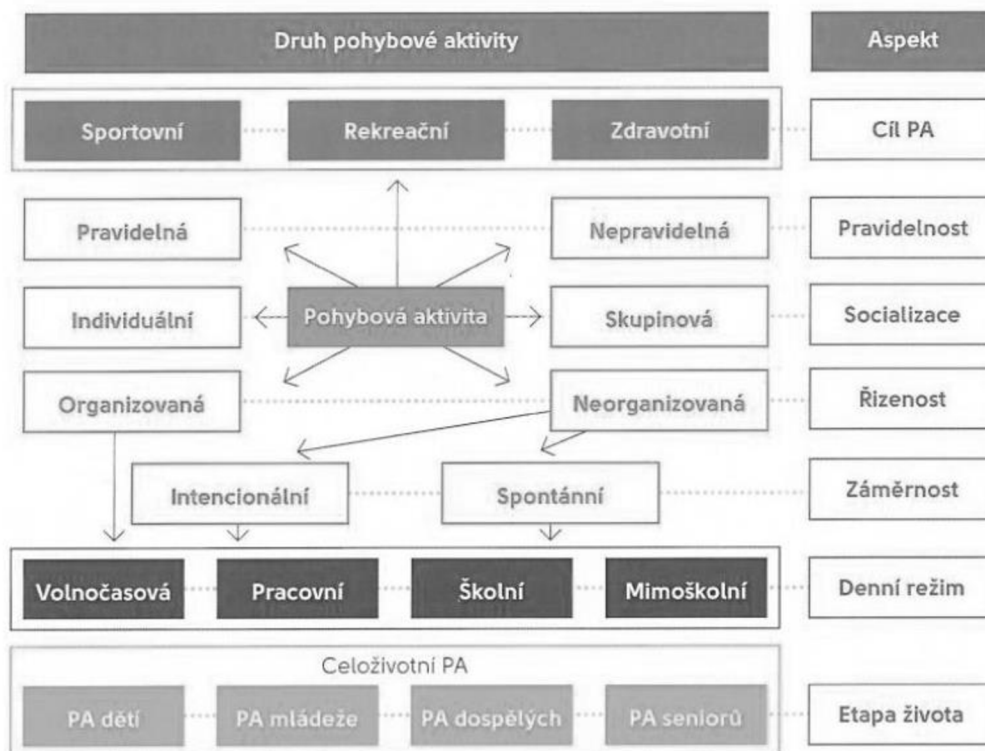 Druh pohybové aktivity Aspekt
Sportovní Rekreační Zdravotní Cíl PA
Pravidelná Nepravidelná Pravidelnost
Individuální Pohybová aktivita Skupinová Socializace
Organizovaná Neorganizovaná Řizenost
Intencionální Spontánní Záměrnost
Volnočasová Pracovní Školní Mimoškolní Denní režim
Celoživotní PA
PA dětí PA mládeže PA dospělých PA seniorů Etapa života